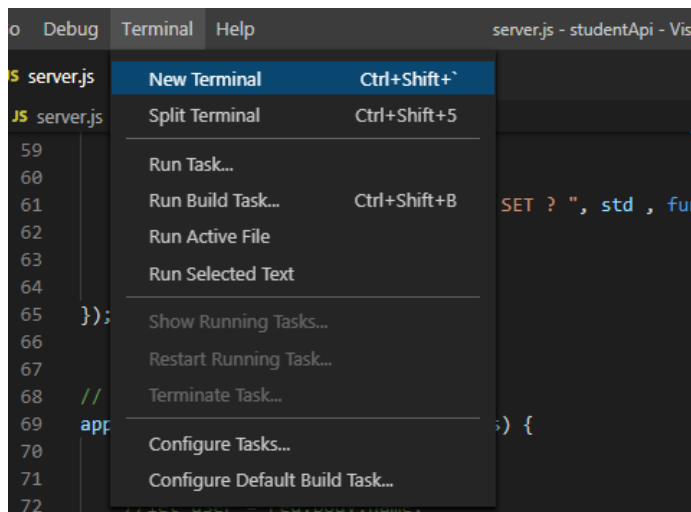 o Debug Terminal Help server.js - studentApi - Vis
JS server.js
JS server.js
New Terminal Ctrl+Shift+`
Split Terminal Ctrl+Shift+5
Run Task...
Run Build Task... Ctrl+Shift+B
Run Active File
Run Selected Text
Show Running Tasks...
Restart Running Task...
Terminate Task...
Configure Tasks...
Configure Default Build Task...
59
60
61 SET ? ", std , fu
62
63
64
65 });
66
67
68 //
69 app ) {
70
71
72